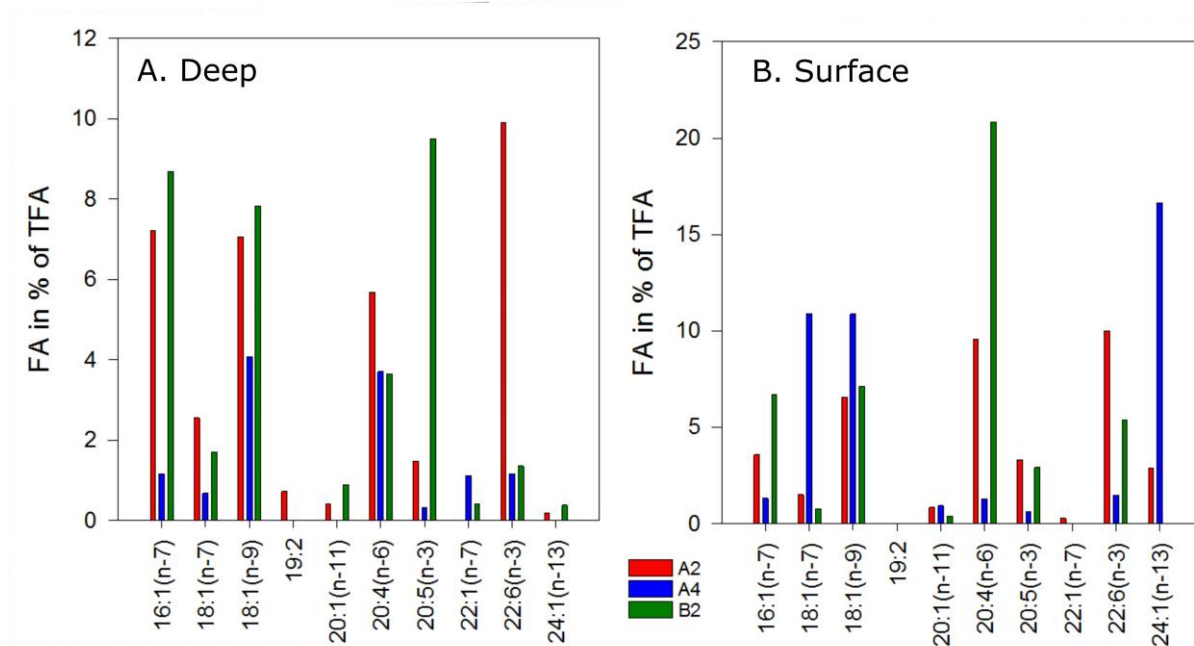 A. Deep
FA in % of TFA
12
10
8
6
4
2
0
16:1(n-7)
18:1(n-7)
18:1(n-9)
19:2
20:1(n-11)
20:4(n-6)
20:5(n-3)
22:1(n-7)
22:6(n-3)
24:1(n-13)
A2
A4
B2
B. Surface
FA in % of TFA
25
20
15
10
5
0
16:1(n-7)
18:1(n-7)
18:1(n-9)
19:2
20:1(n-11)
20:4(n-6)
20:5(n-3)
22:1(n-7)
22:6(n-3)
24:1(n-13)